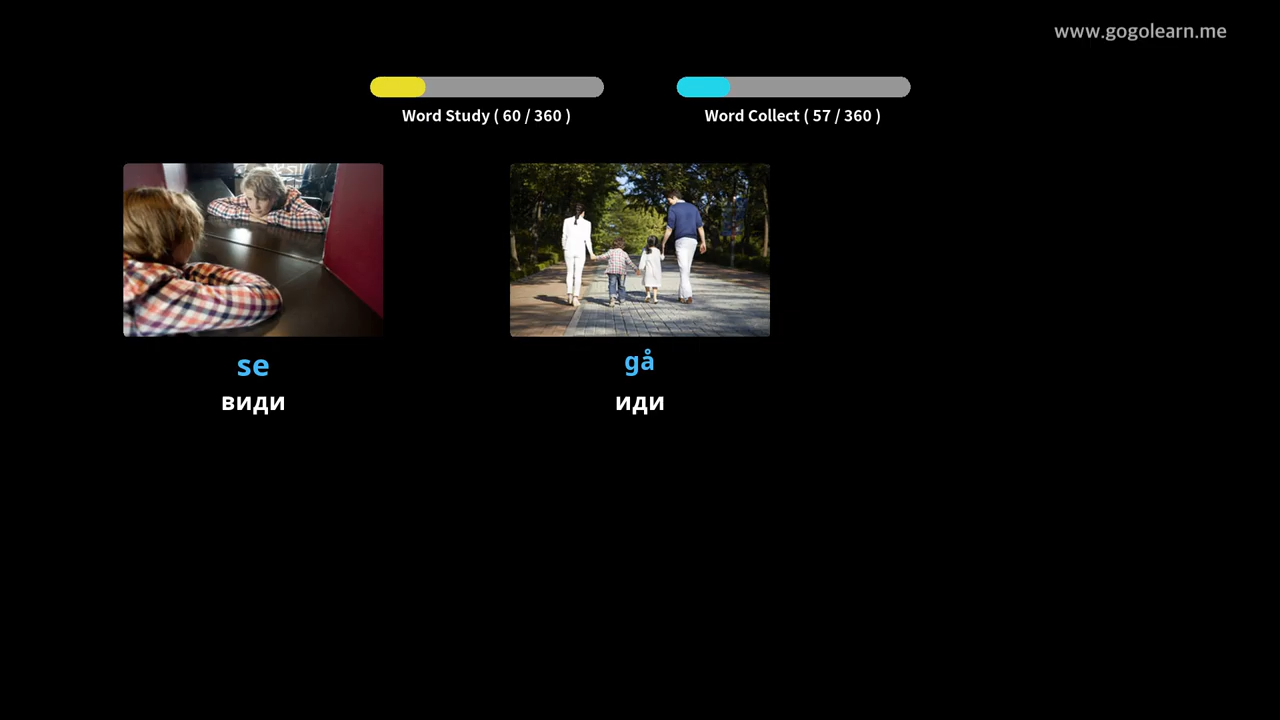 www.gogolearn.me
Word Study ( 60 / 360 )
Word Collect ( 57 / 360 )
se
gå
види
иди